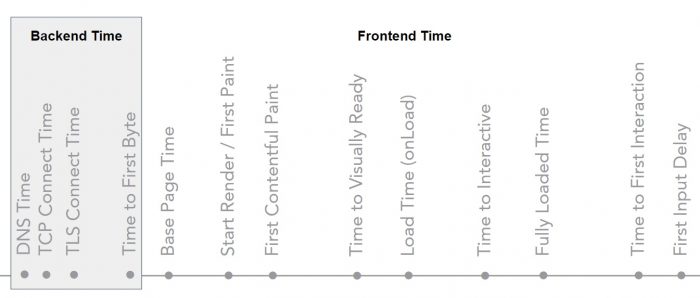 Backend Time
Frontend Time
DNS Time
TCP Connect Time
TLS Connect Time
Time to First Byte
Base Page Time
Start Render / First Paint
First Contentful Paint
Time to Visually Ready
Load Time (onLoad)
Time to Interactive
Fully Loaded Time
Time to First Interaction
First Input Delay